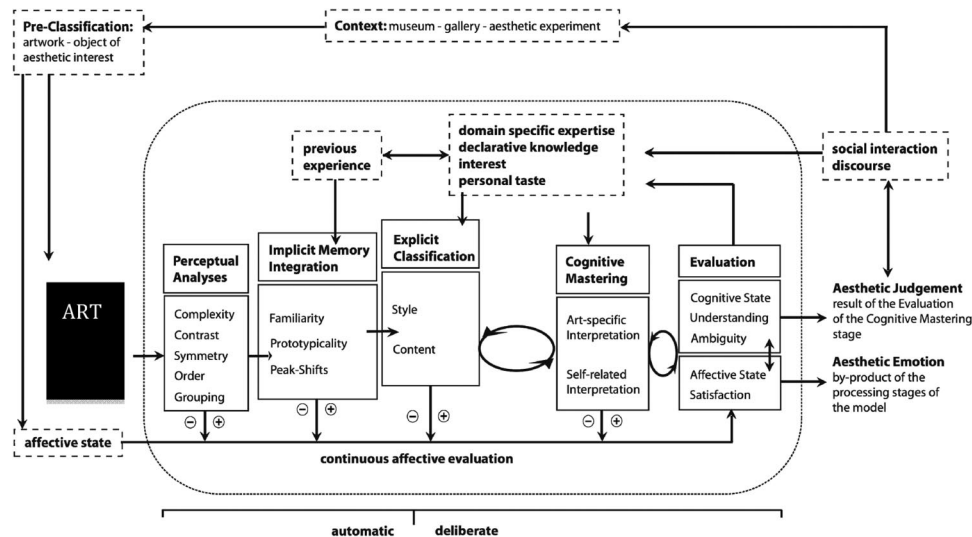 Pre-Classification:
artwork - object of
aesthetic interest
Context: museum - gallery - aesthetic experiment
previous
experience
domain specific expertise
declarative knowledge
interest
personal taste
social interaction
discourse
Perceptual
Analyses
Implicit Memory
Integration
Explicit
Classification
Cognitive
Mastering
Evaluation
ART
Complexity
Contrast
Symmetry
Order
Grouping
Familiarity
Prototypicality
Peak-Shifts
Style
Content
Art-specific
Interpretation
Self-related
Interpretation
Cognitive State
Understanding
Ambiguity
Affective State
Satisfaction
Aesthetic Judgement
result of the Evaluation
of the Cognitive Mastering
stage
Aesthetic Emotion
by-product of the
processing stages of
the model
− +
− +
− +
− +
affective state
continuous affective evaluation
automatic deliberate